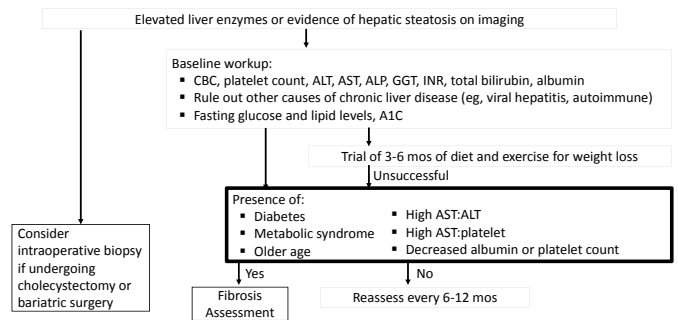 Elevated liver enzymes or evidence of hepatic steatosis on imaging
Baseline workup:
▪ CBC, platelet count, ALT, AST, ALP, GGT, INR, total bilirubin, albumin
▪ Rule out other causes of chronic liver disease (eg, viral hepatitis, autoimmune)
▪ Fasting glucose and lipid levels, A1C
Trial of 3-6 mos of diet and exercise for weight loss
Unsuccessful
Presence of:
▪ Diabetes
▪ Metabolic syndrome
▪ Older age
▪ High AST:ALT
▪ High AST:platelet
▪ Decreased albumin or platelet count
Consider
intraoperative biopsy
if undergoing
cholecystectomy or
bariatric surgery
Yes
No
Fibrosis
Assessment
Reassess every 6-12 mos